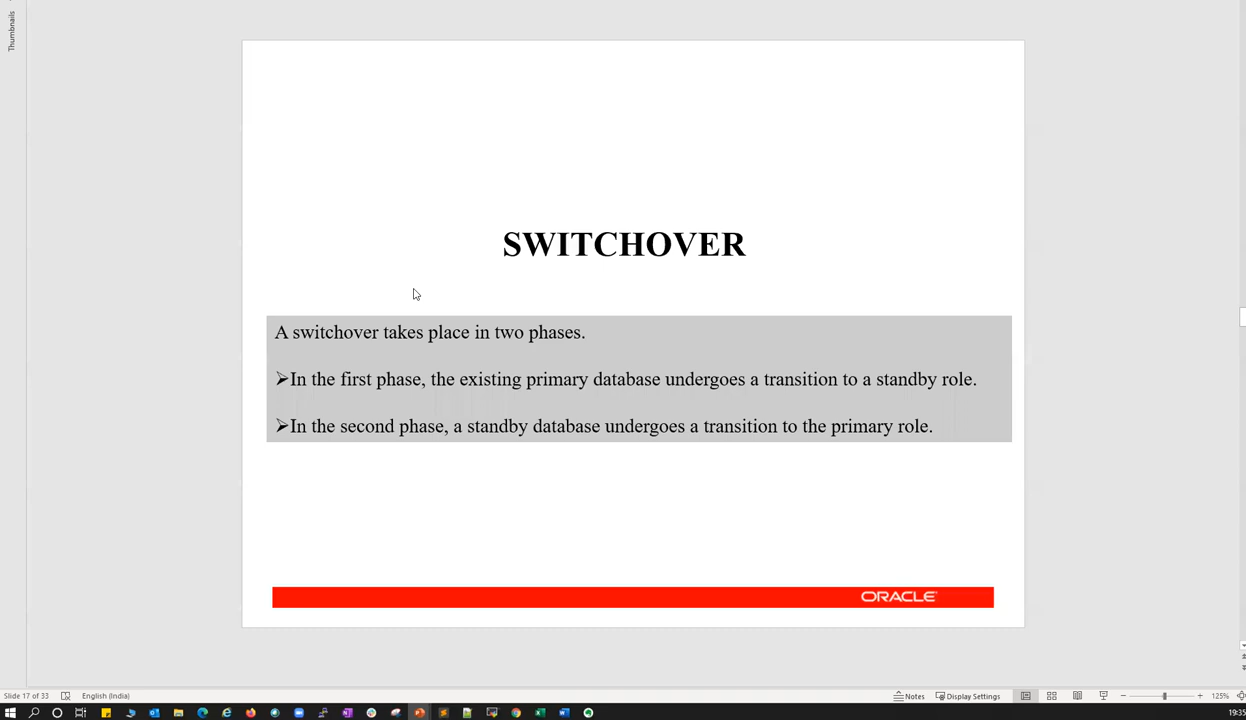 Thumbnails
SWITCHOVER
A switchover takes place in two phases.
➢In the first phase, the existing primary database undergoes a transition to a standby role.
➢In the second phase, a standby database undergoes a transition to the primary role.
ORACLE
Slide 17 of 33 English (India) Notes Display Settings 125%
19:35